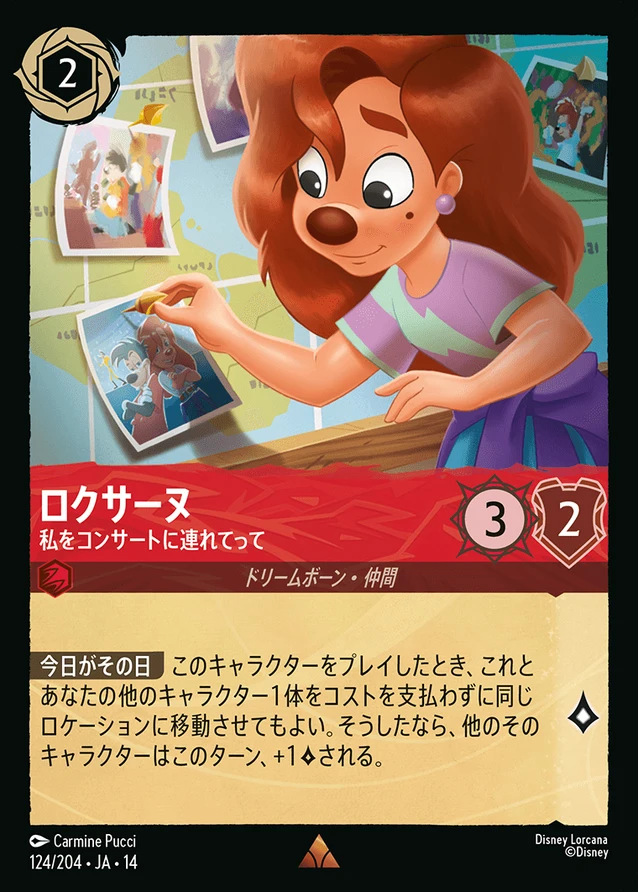 2
ロクサーヌ
私をコンサートに連れてって
3
2
ドリームボーン・仲間
今日がその日 このキャラクターをプレイしたとき、これと
あなたの他のキャラクター1体をコストを支払わずに同じ
ロケーションに移動させてもよい。そうしたなら、他のその
キャラクターはこのターン、+1される。
Carmine Pucci
124/204・JA・14
Disney Lorcana
©Disney